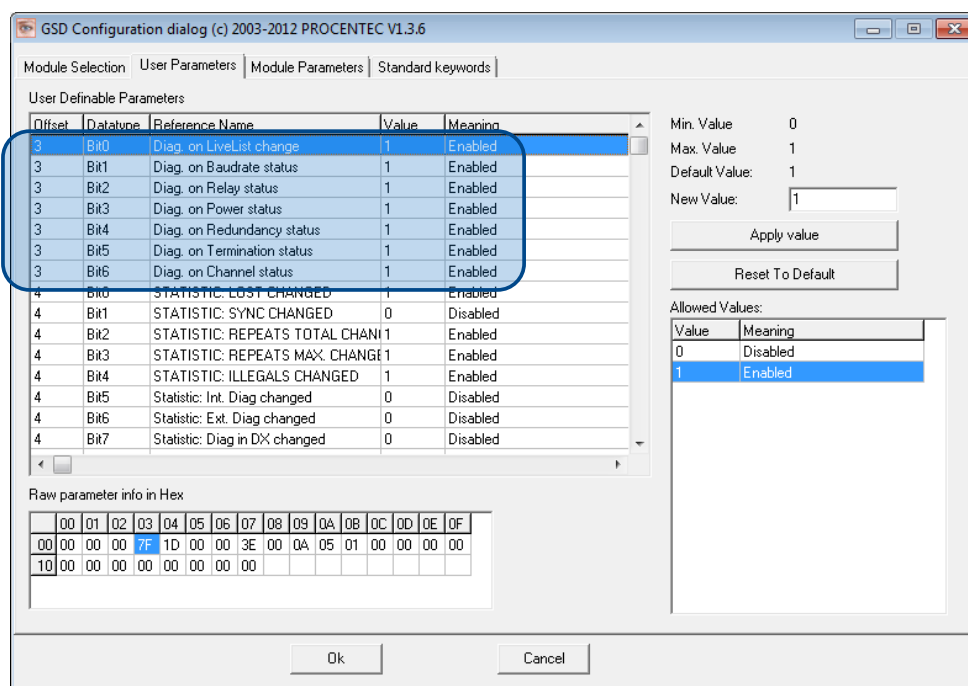 GSD Configuration dialog (c) 2003-2012 PROCENTEC V1.3.6
Module Selection User Parameters Module Parameters Standard keywords
User Definable Parameters
Offset Datatype Reference Name Value Meaning
3 Bit0 Diag. on LiveList change 1 Enabled
3 Bit1 Diag. on Baudrate status 1 Enabled
3 Bit2 Diag. on Relay status 1 Enabled
3 Bit3 Diag. on Power status 1 Enabled
3 Bit4 Diag. on Redundancy status 1 Enabled
3 Bit5 Diag. on Termination status 1 Enabled
3 Bit6 Diag. on Channel status 1 Enabled
4 Bit0 STATISTIC: LOST CHANGED 1 Enabled
4 Bit1 STATISTIC: SYNC CHANGED 0 Disabled
4 Bit2 STATISTIC: REPEATS TOTAL CHAN 1 Enabled
4 Bit3 STATISTIC: REPEATS MAX. CHANGE 1 Enabled
4 Bit4 STATISTIC: ILLEGALS CHANGED 1 Enabled
4 Bit5 Statistic: Int. Diag changed 0 Disabled
4 Bit6 Statistic: Ext. Diag changed 0 Disabled
4 Bit7 Statistic: Diag in DX changed 0 Disabled
Min. Value 0
Max. Value 1
Default Value: 1
New Value: 1
Apply value
Reset To Default
Allowed Values:
Value Meaning
0 Disabled
1 Enabled
Raw parameter info in Hex
00 01 02 03 04 05 06 07 08 09 0A 0B 0C 0D 0E 0F
00 00 00 00 7F 1D 00 00 3E 00 0A 05 01 00 00 00 00
10 00 00 00 00 00 00 00 00
Ok Cancel